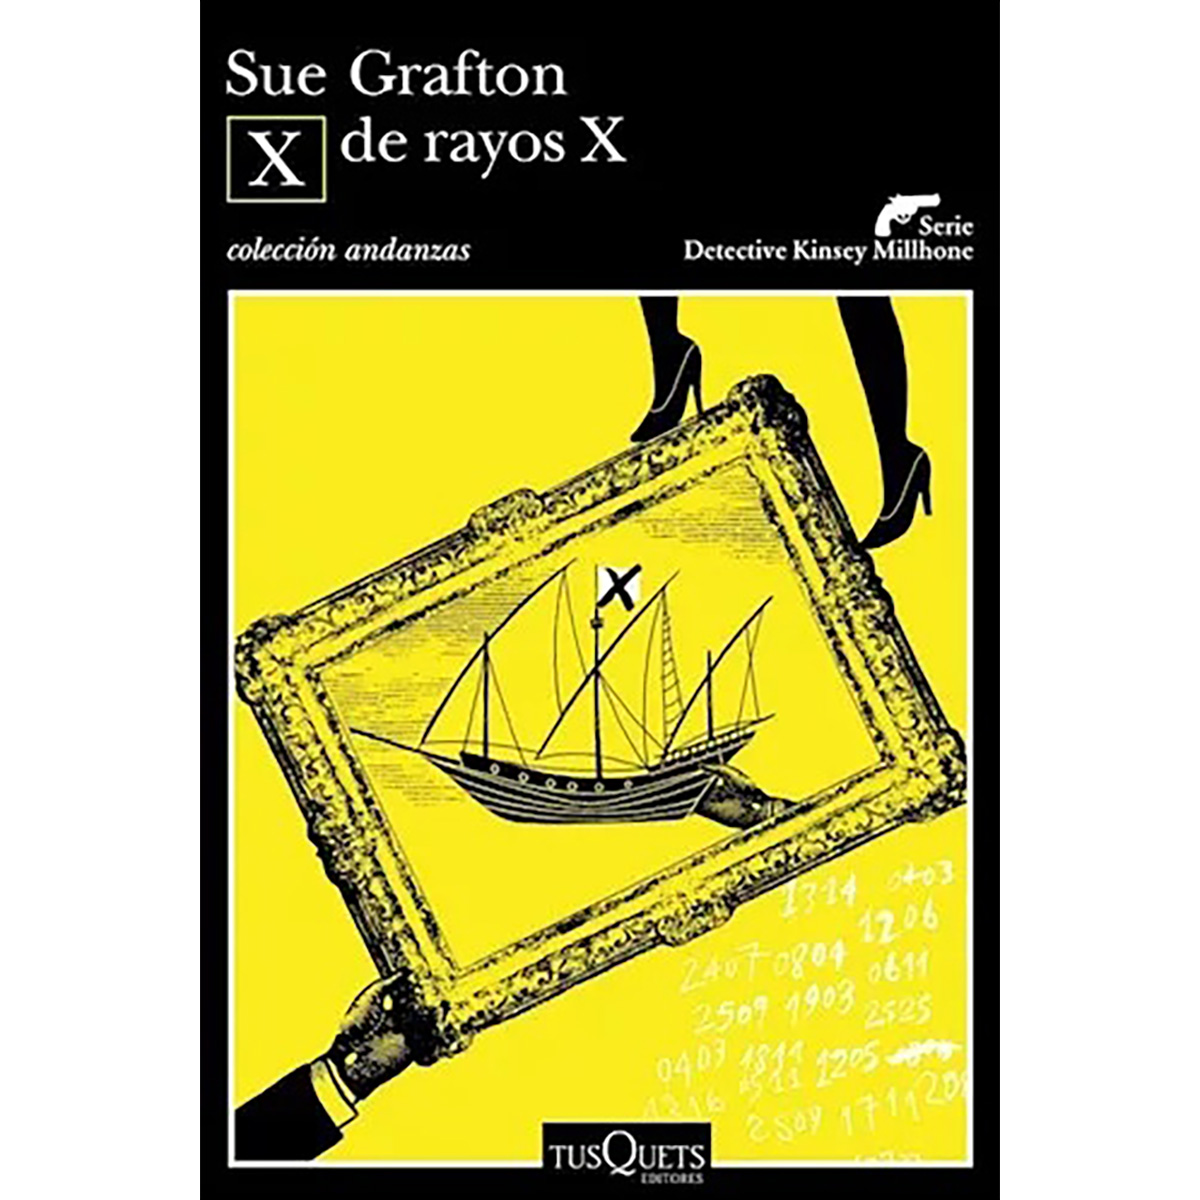 Sue Grafton
X de rayos X
Serie
colección andanzas
Detective Kinsey Millhone
X
1314 0403
1206
2407 0804 0611
2509 1903 2525
0403 1811 1205
2509 1711
TUSQUETS
EDITORES